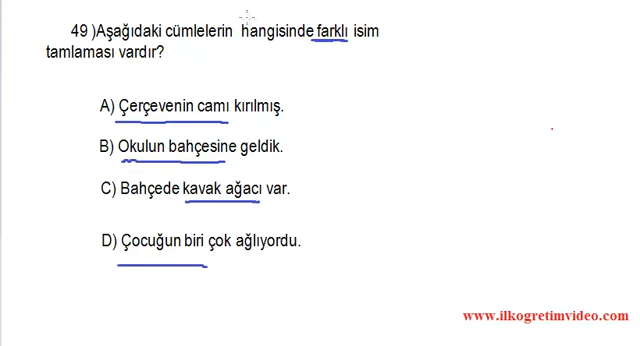 49 )Aşağıdaki cümlelerin hangisinde farklı isim
tamlaması vardır?
A) Çerçevenin camı kırılmış.
B) Okulun bahçesine geldik.
C) Bahçede kavak ağacı var.
D) Çocuğun biri çok ağlıyordu.
www.ilkogretimvideo.com